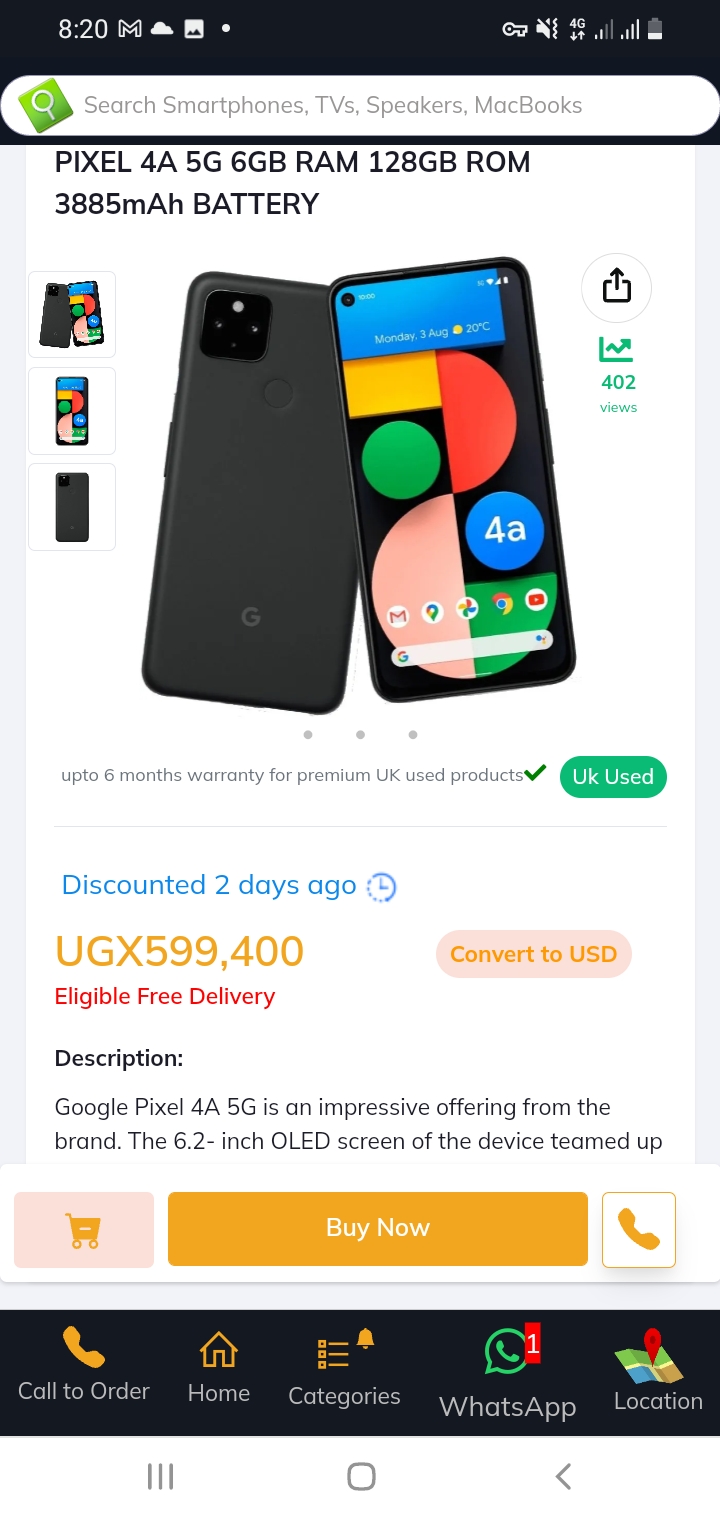 8:20
4G
Search Smartphones, TVs, Speakers, MacBooks
PIXEL 4A 5G 6GB RAM 128GB ROM
3885mAh BATTERY
10:00
5G
Monday, 3 Aug 20°C
4a
G
G
402
views
upto 6 months warranty for premium UK used products
Uk Used
Discounted 2 days ago
UGX599,400
Convert to USD
Eligible Free Delivery
Description:
Google Pixel 4A 5G is an impressive offering from the
brand. The 6.2- inch OLED screen of the device teamed up
Buy Now
1
Call to Order
Home
Categories
WhatsApp
Location